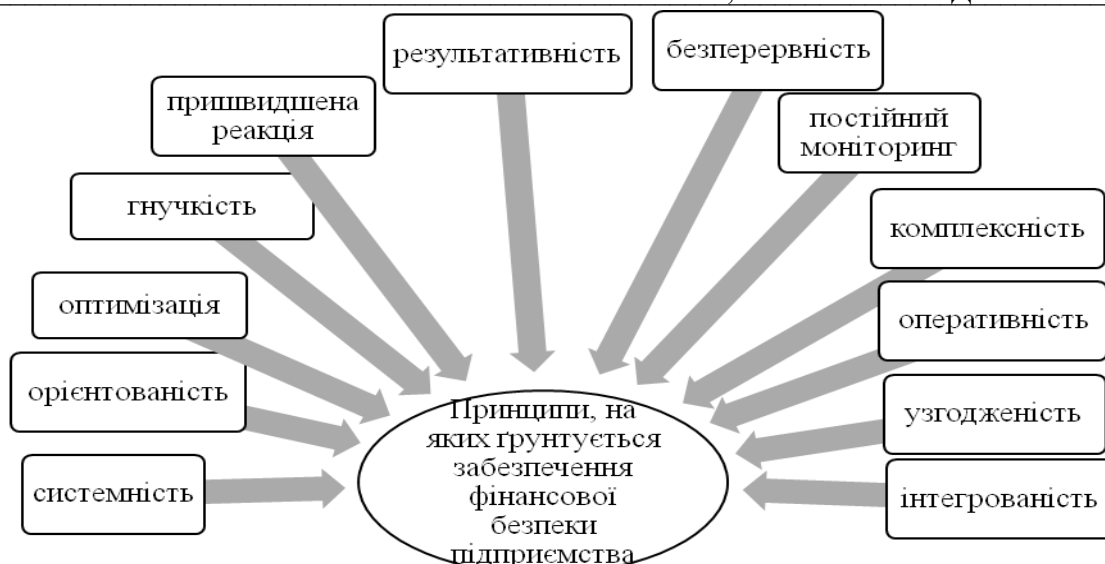 результативність
безперервність
пришвидшена
реакція
постійний
моніторинг
гнучкість
комплексність
оптимізація
оперативність
орієнтованість
узгодженість
системність
інтегрованість
Принципи, на
яких ґрунтується
забезпечення
фінансової
безпеки
підприємства